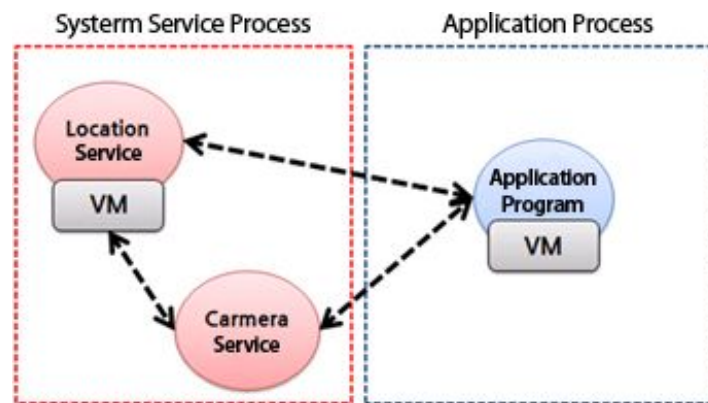 Systerm Service Process
Application Process
Location
Service
VM
Application
Program
VM
Carmera
Service